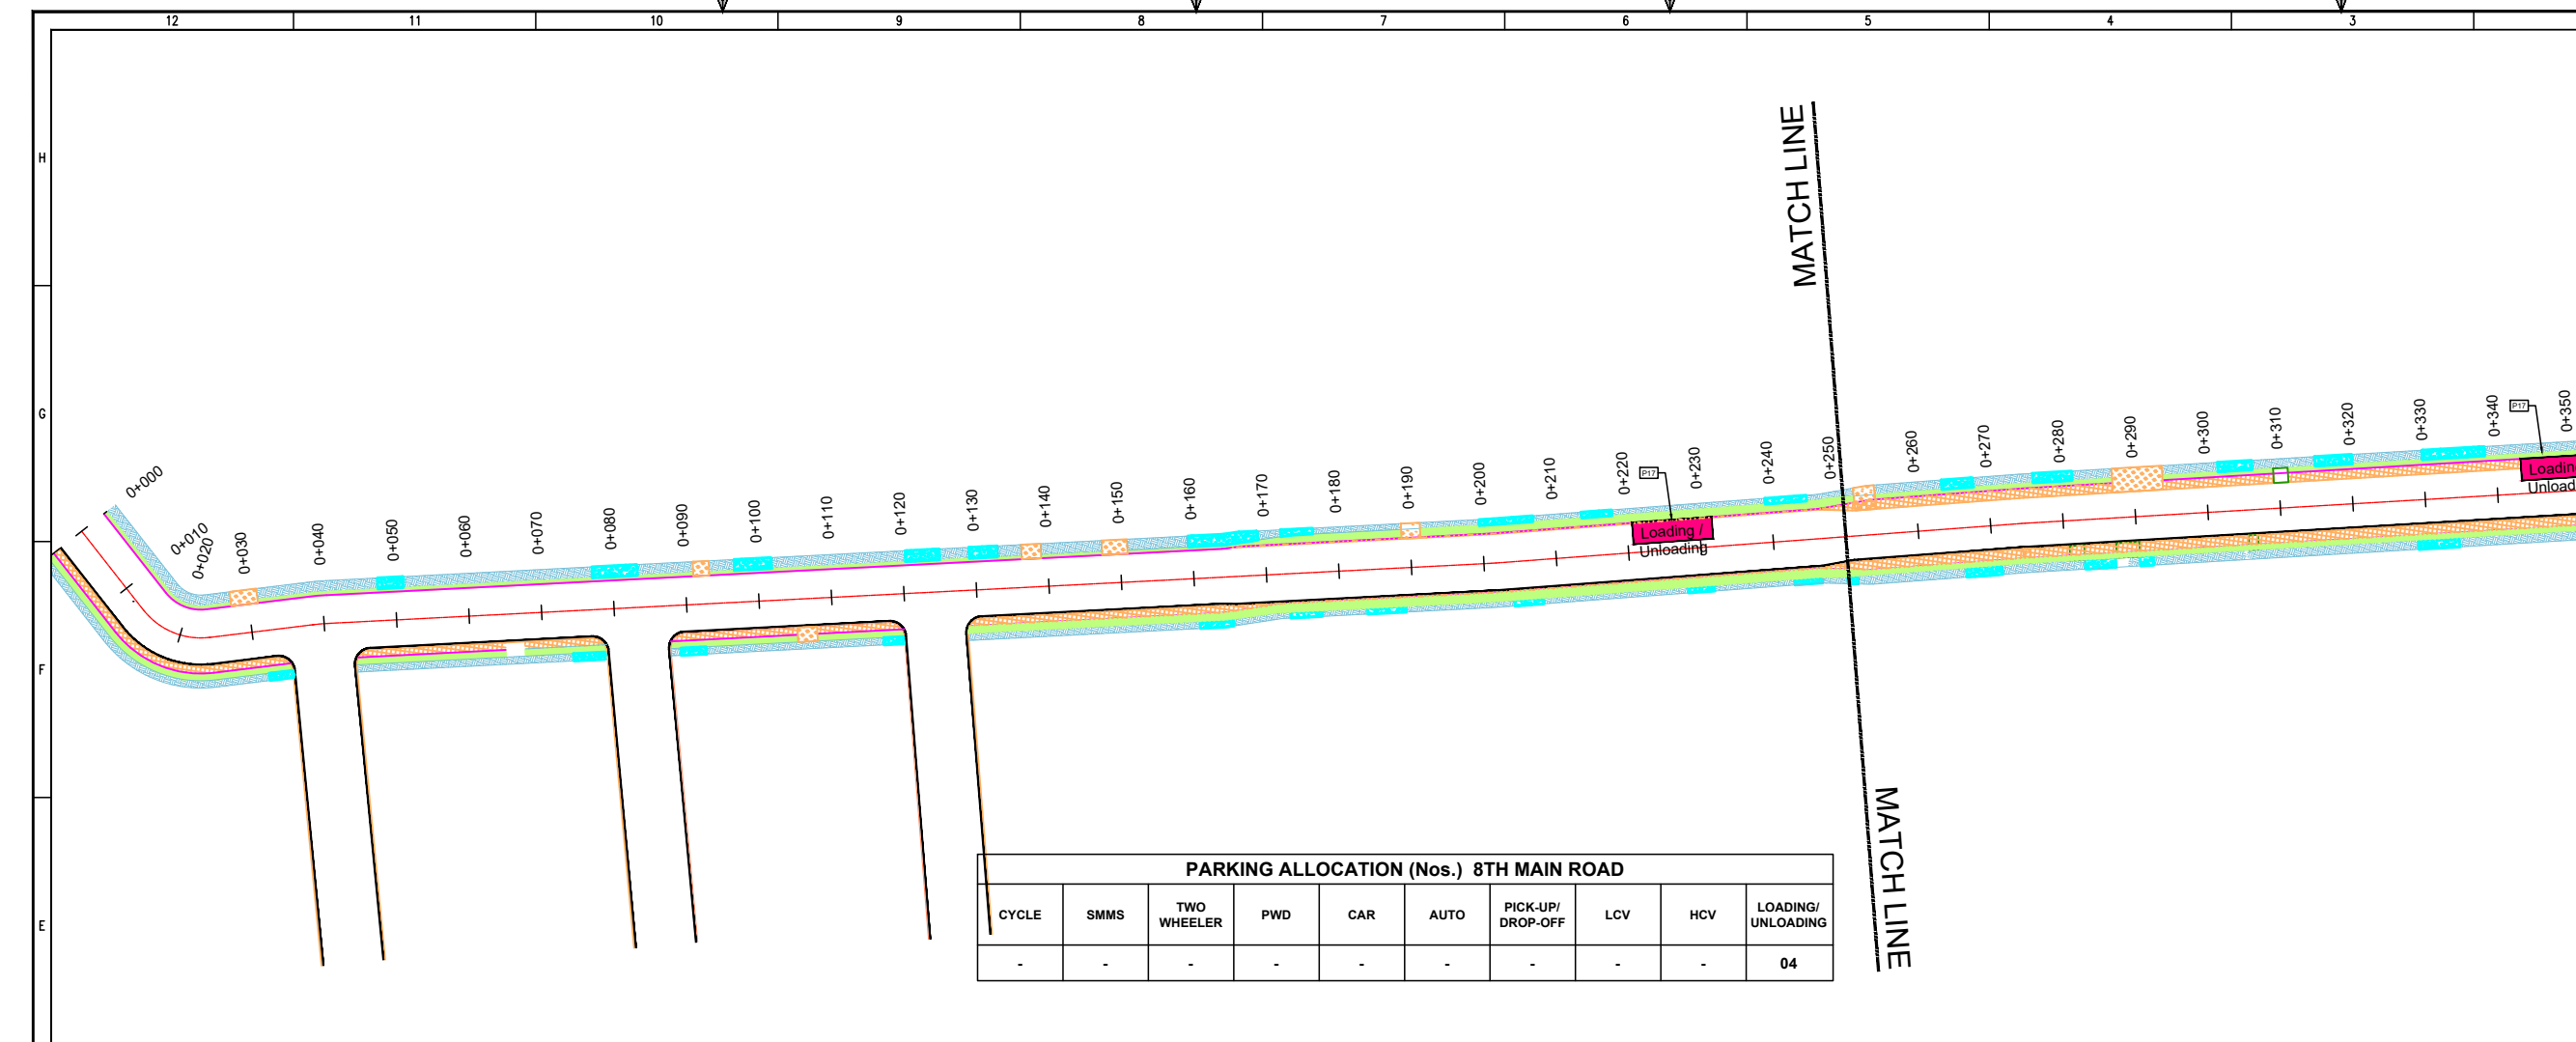 12 11 10 9 8 7 6 5 4 3
H
G
F
E
MATCH LINE
0+000
0+010
0+020
0+030
0+040
0+050
0+060
0+070
0+080
0+090
0+100
0+110
0+120
0+130
0+140
0+150
0+160
0+170
0+180
0+190
0+200
0+210
0+220
P17
0+230
0+240
0+250
0+260
0+270
0+280
0+290
0+300
0+310
0+320
0+330
0+340
P17
0+350
Loading /
Unloading
Loadin
Unload
MATCH LINE
PARKING ALLOCATION (Nos.) 8TH MAIN ROAD
CYCLE SMMS TWO WHEELER PWD CAR AUTO PICK-UP/ DROP-OFF LCV HCV LOADING/ UNLOADING
- - - - - - - - - 04